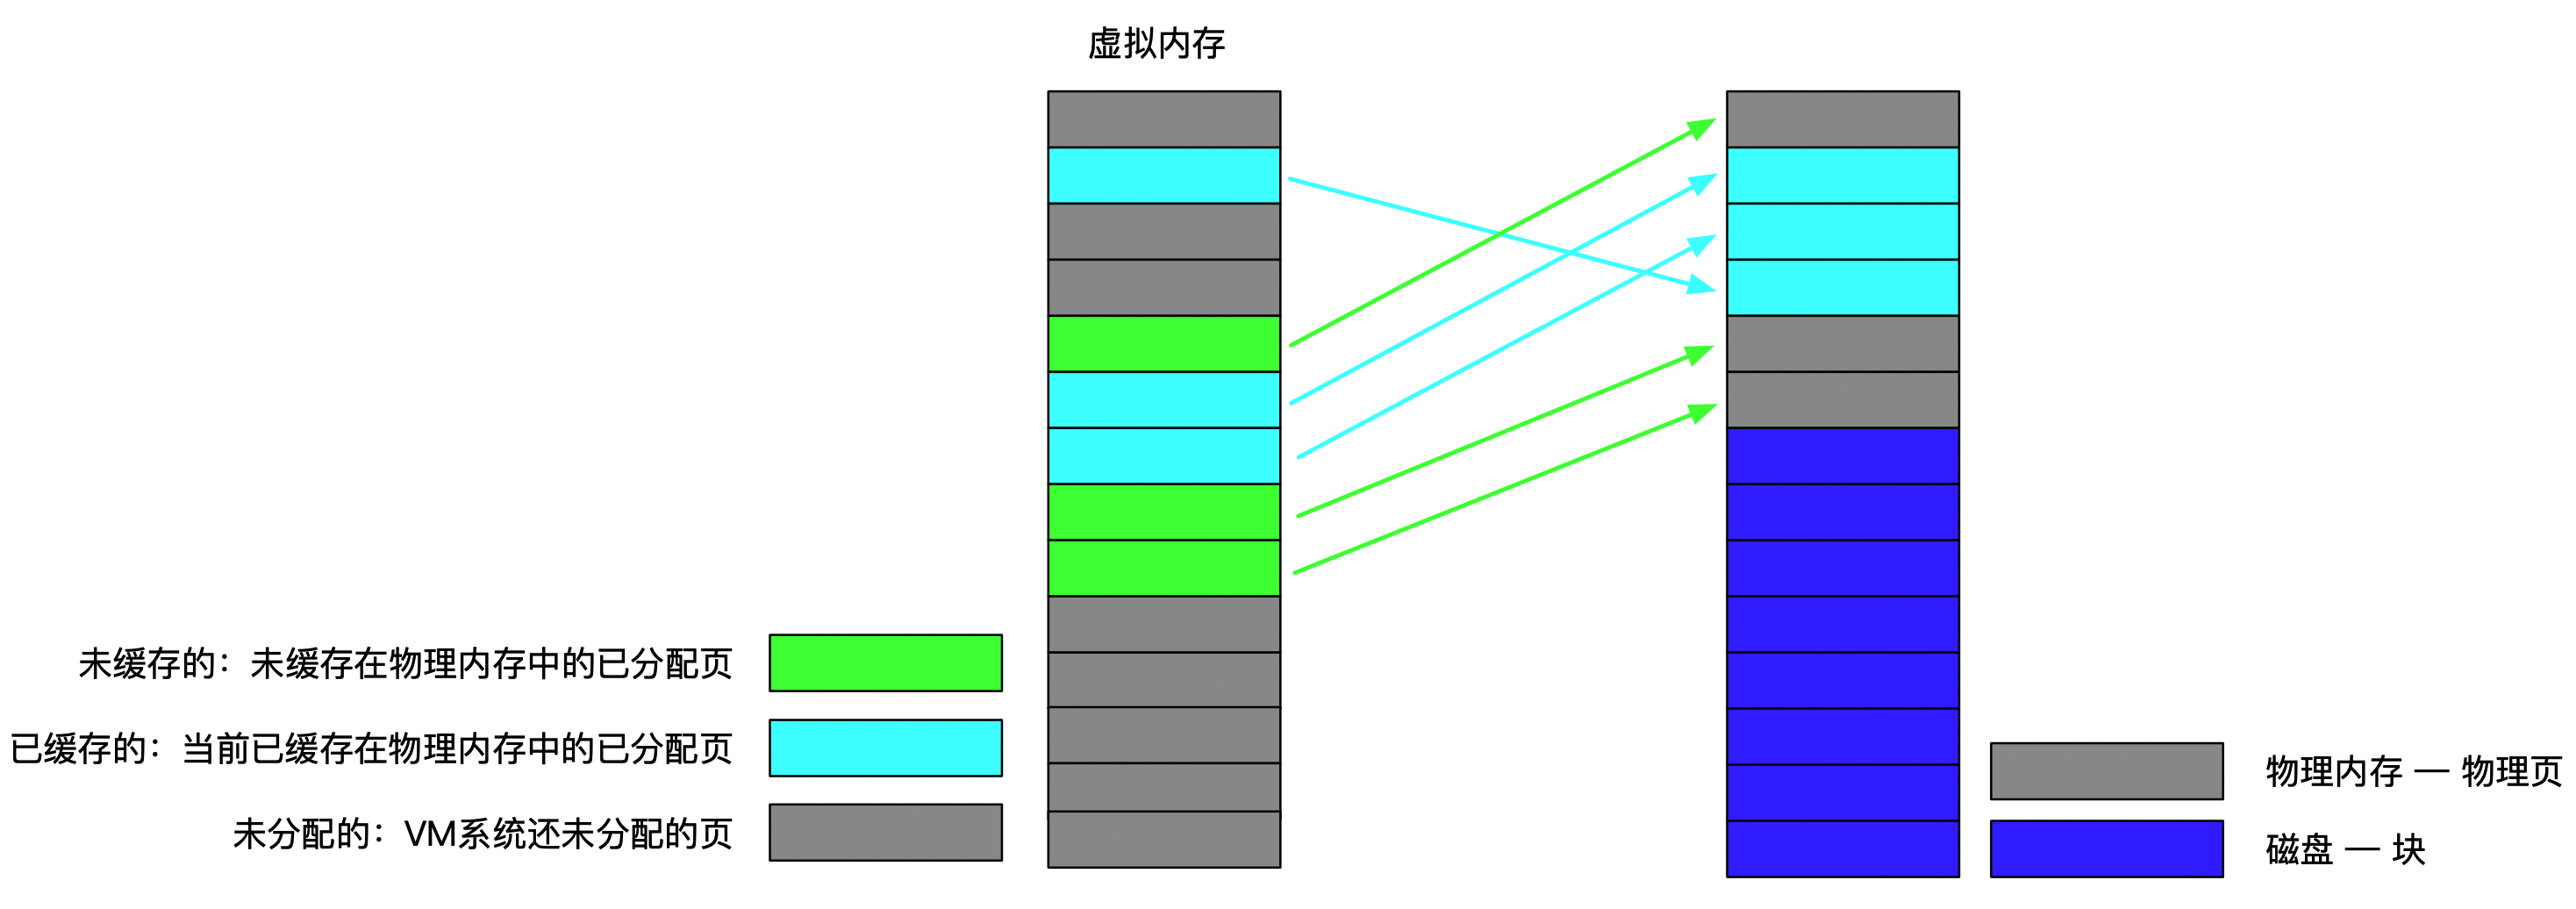 虚拟内存
未缓存的：未缓存在物理内存中的已分配页
已缓存的：当前已缓存在物理内存中的已分配页
未分配的：VM系统还未分配的页
物理内存 — 物理页
磁盘 — 块